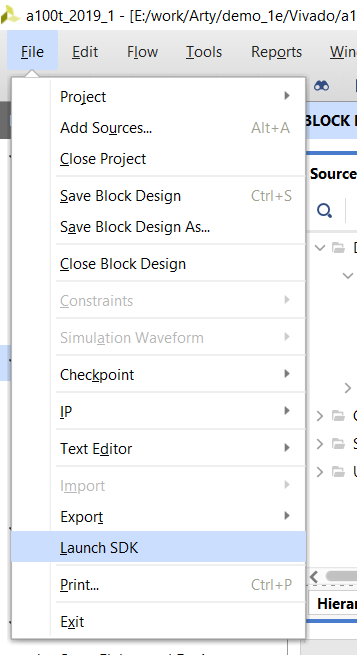 a100t_2019_1 - [E:/work/Arty/demo_1e/Vivado/a1
File Edit Flow Tools Reports Win
BLOCK
Source
Project
Add Sources... Alt+A
Close Project
Save Block Design Ctrl+S
Save Block Design As...
Close Block Design
Constraints
Simulation Waveform
Checkpoint
IP
Text Editor
Import
Export
Launch SDK
Print... Ctrl+P
Exit
Hierar